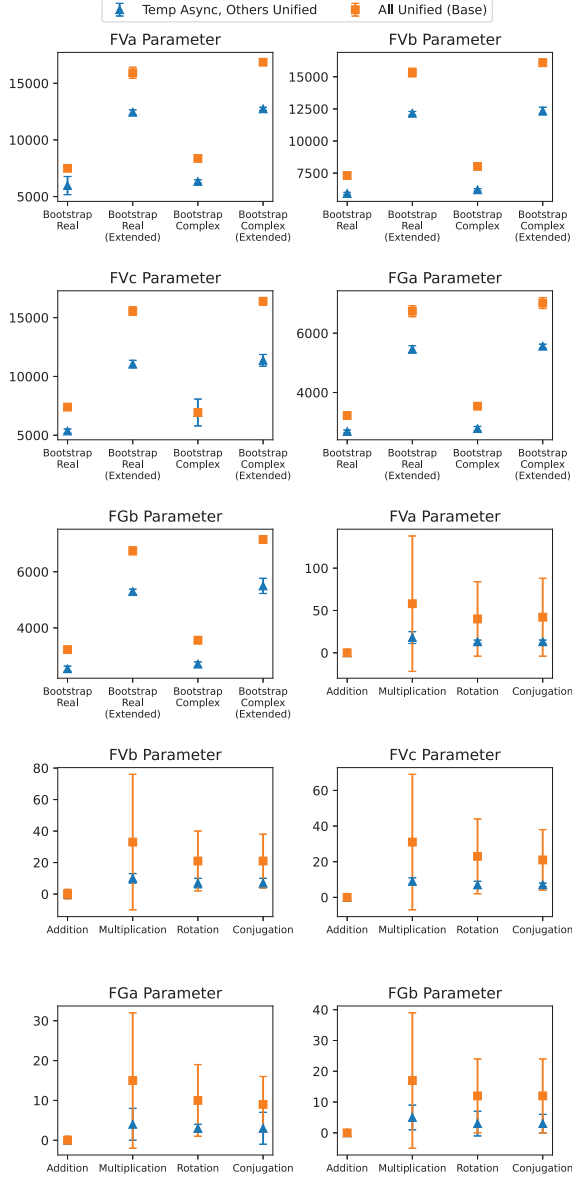 Temp Async, Others Unified
All Unified (Base)
FVa Parameter
15000
10000
5000
Bootstrap
Real
Bootstrap
Real
(Extended)
Bootstrap
Complex
Bootstrap
Complex
(Extended)
FVb Parameter
15000
12500
10000
7500
Bootstrap
Real
Bootstrap
Real
(Extended)
Bootstrap
Complex
Bootstrap
Complex
(Extended)
FVc Parameter
15000
10000
5000
Bootstrap
Real
Bootstrap
Real
(Extended)
Bootstrap
Complex
Bootstrap
Complex
(Extended)
FGa Parameter
6000
4000
Bootstrap
Real
Bootstrap
Real
(Extended)
Bootstrap
Complex
Bootstrap
Complex
(Extended)
FGb Parameter
6000
4000
Bootstrap
Real
Bootstrap
Real
(Extended)
Bootstrap
Complex
Bootstrap
Complex
(Extended)
FVa Parameter
100
50
0
Addition
Multiplication
Rotation
Conjugation
FVb Parameter
80
60
40
20
0
Addition
Multiplication
Rotation
Conjugation
FVc Parameter
60
40
20
0
Addition
Multiplication
Rotation
Conjugation
FGa Parameter
30
20
10
0
Addition
Multiplication
Rotation
Conjugation
FGb Parameter
40
30
20
10
0
Addition
Multiplication
Rotation
Conjugation